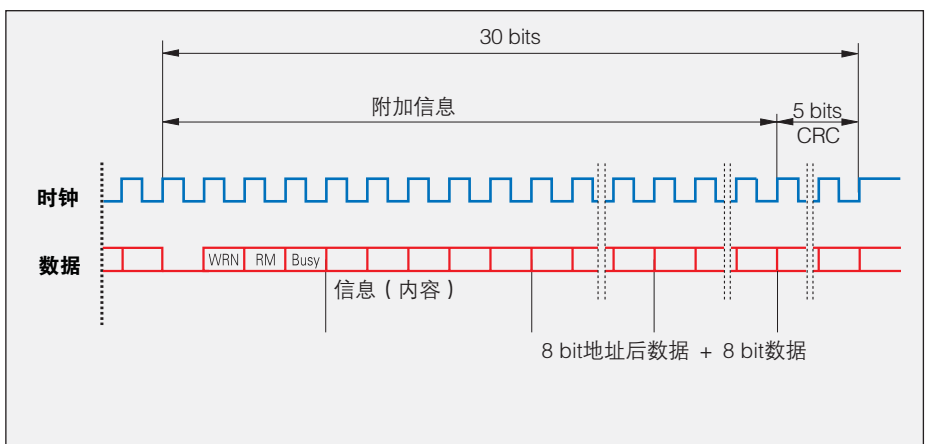 30 bits
附加信息
5 bits
CRC
时钟
数据
WRN RM Busy
信息(内容)
8 bit地址后数据 + 8 bit数据